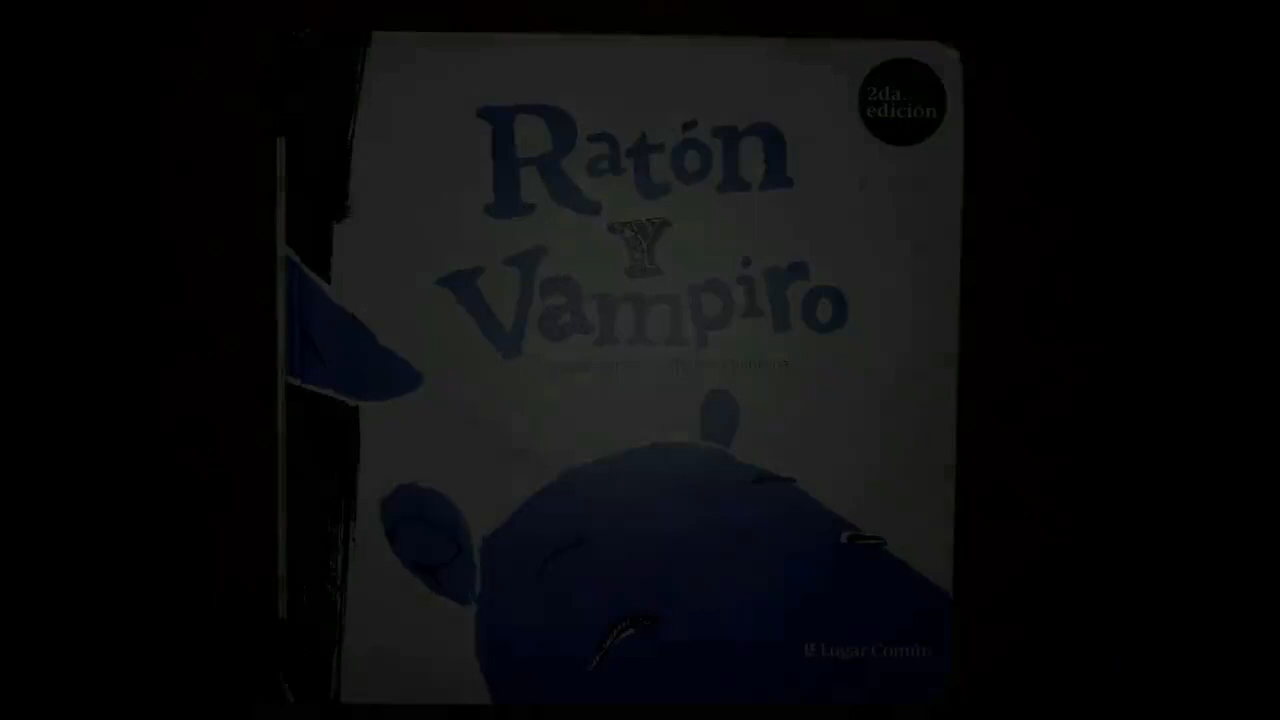 2da.
edición
Ratón
Y
Vampiro
Lugar Común